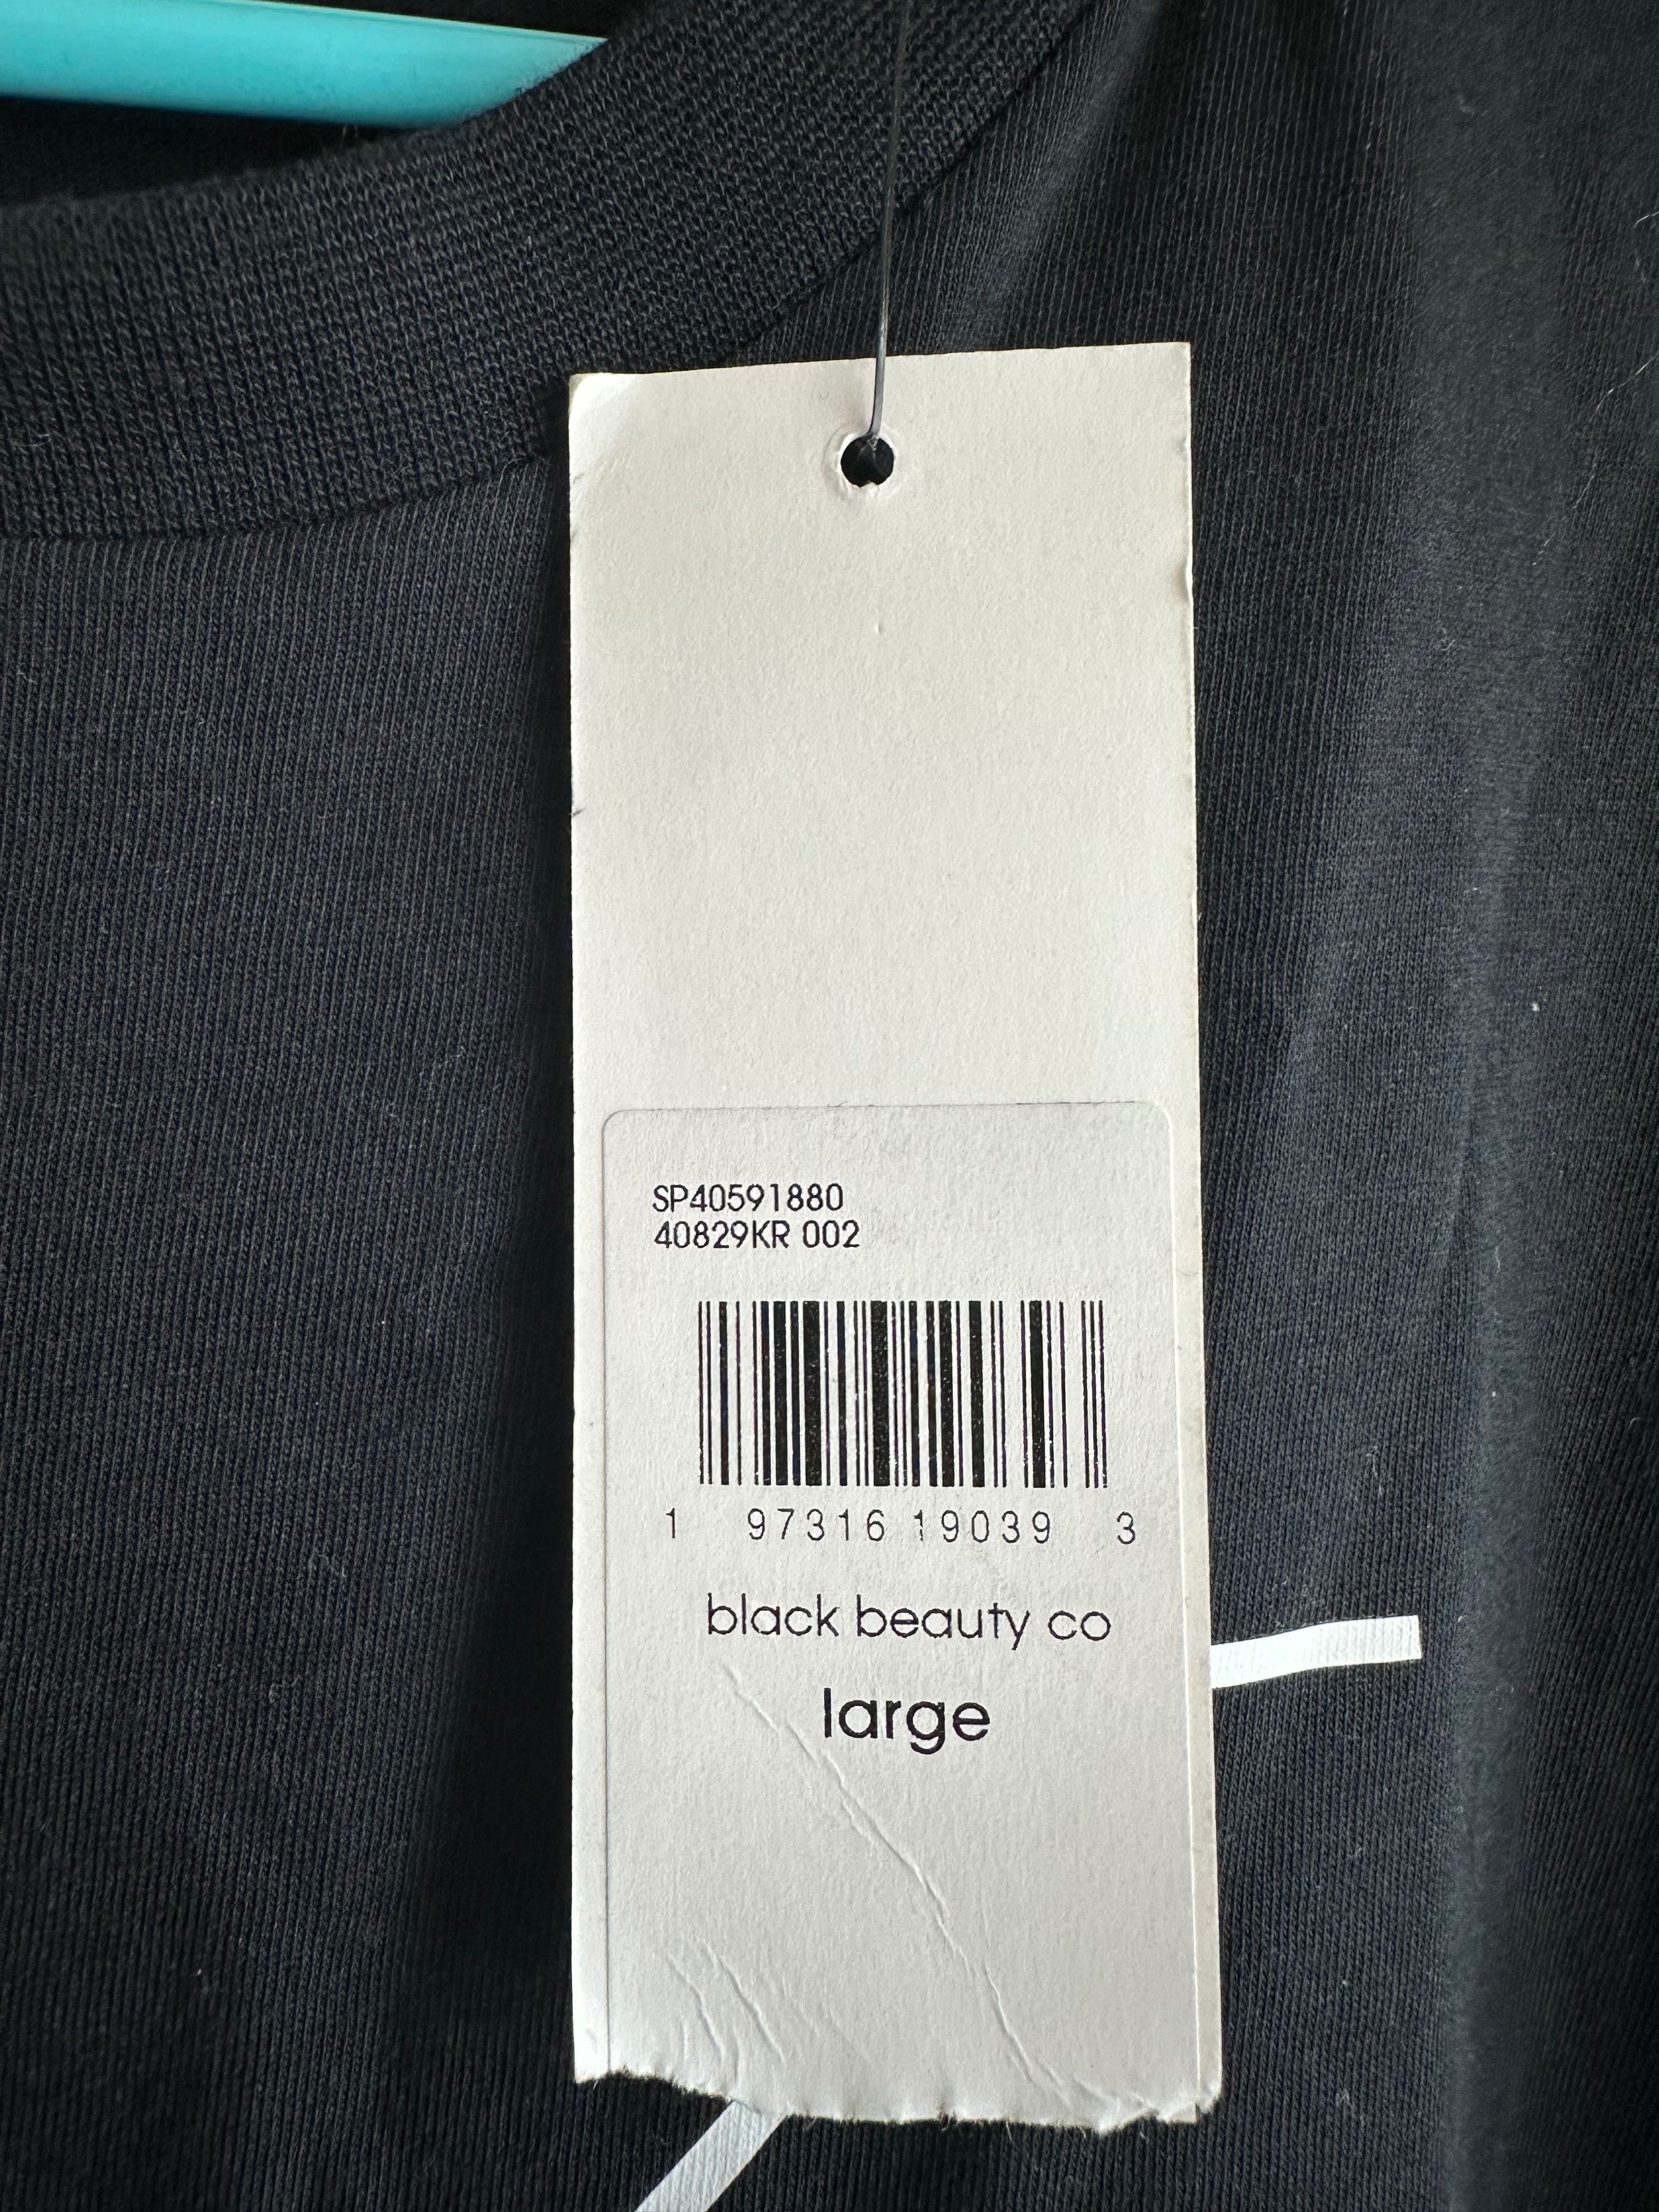 SP40591880
40829KR 002
1 97316 19039 3
black beauty co
large